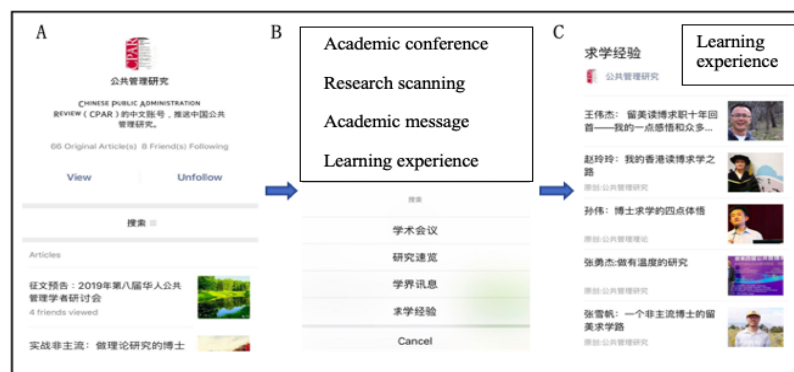 A
CPAR
公共管理研究
CHINESE PUBLIC ADMINISTRATION
REVIEW（CPAR）的中文账号，推送中国公共
管理研究。
66 Original Article(s) 8 Friend(s) Following
View
Unfollow
搜索
Articles
征文预告：2019年第八届华人公共
管理学者研讨会
4 friends viewed
实战非主流：做理论研究的博士
B
Academic conference
Research scanning
Academic message
Learning experience
搜索
学术会议
研究速览
学界讯息
求学经验
Cancel
C
求学经验
公共管理研究
Learning
experience
王伟杰： 留美读博求职十年回
首——我的一点感悟和众多...
赵玲玲：我的香港读博求学之
路
原创:公共管理研究
孙伟：博士求学的四点体悟
原创:公共管理理论
张勇杰:做有温度的研究
原创:公共管理研究
张雪帆：一个非主流博士的留
美求学路
原创:公共管理研究